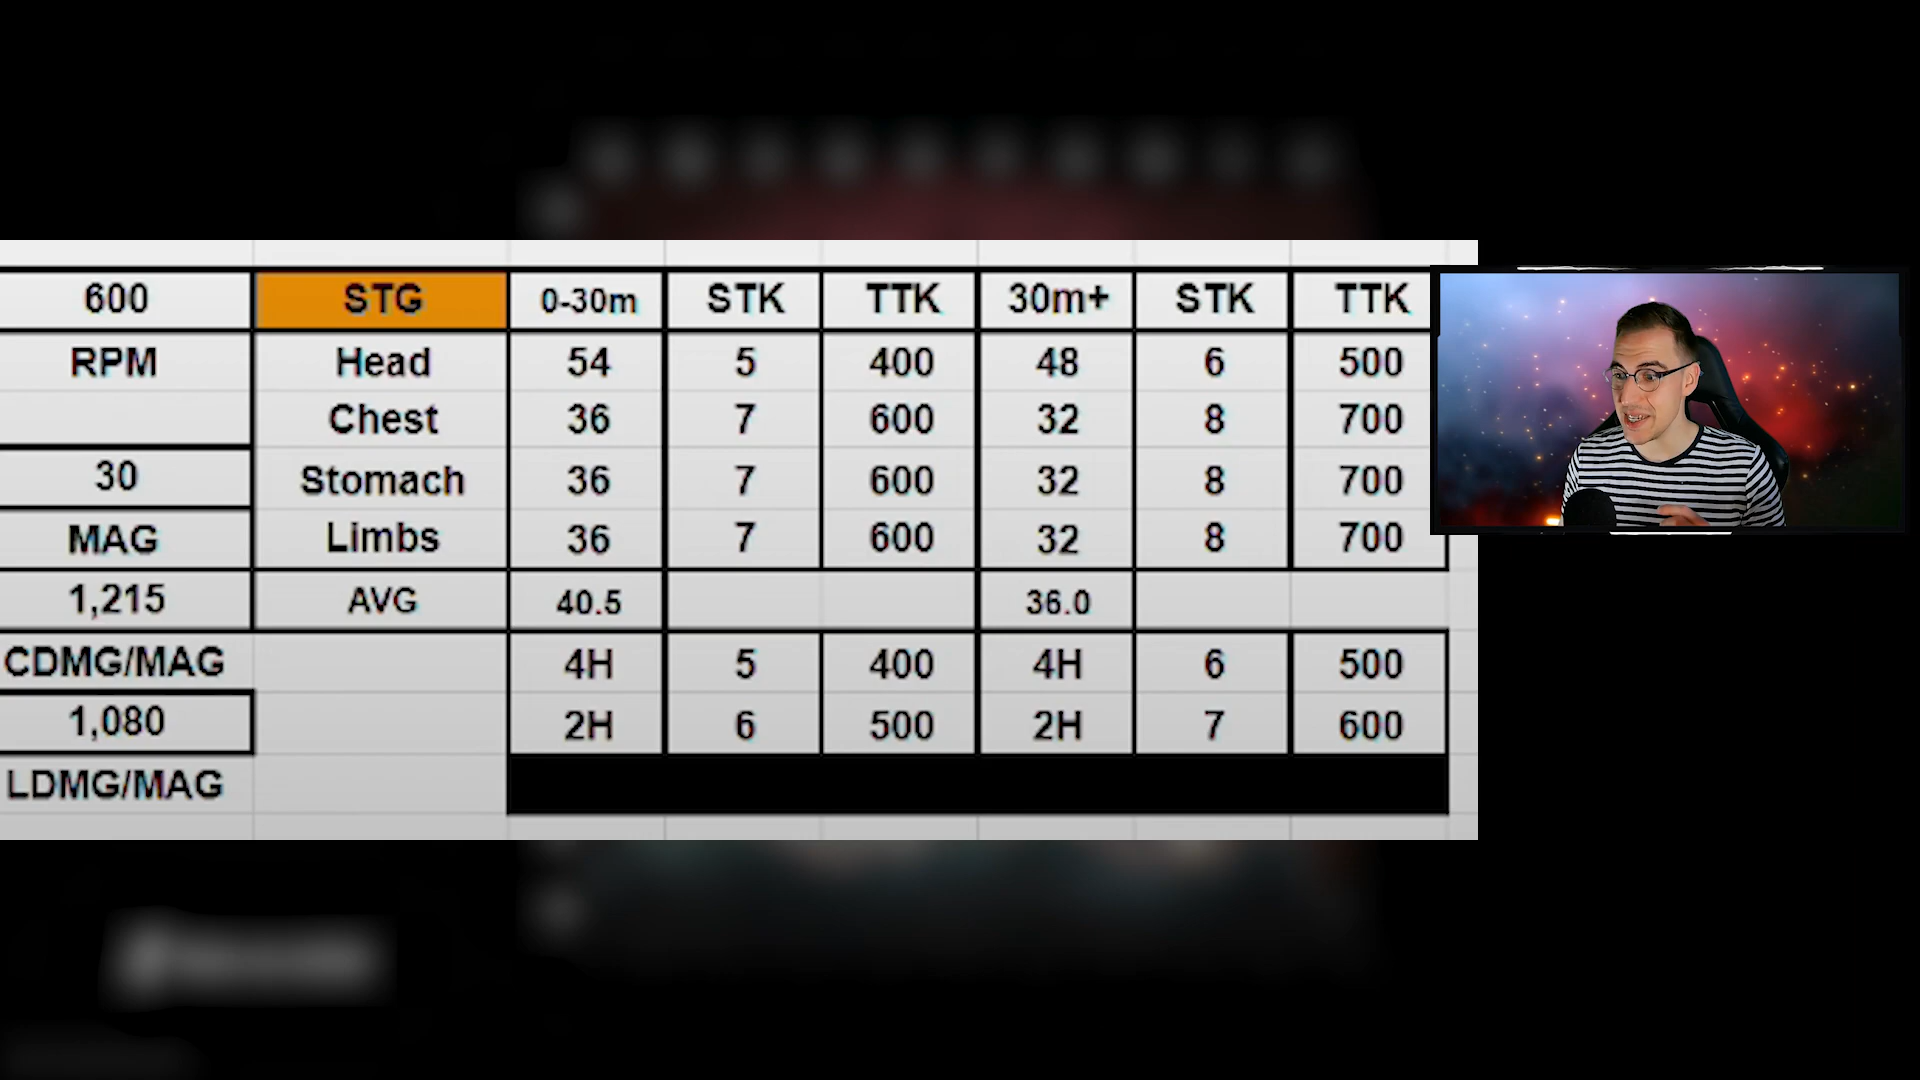 600 STG 0-30m STK TTK 30m+ STK TTK
RPM Head 54 5 400 48 6 500
Chest 36 7 600 32 8 700
30 Stomach 36 7 600 32 8 700
MAG Limbs 36 7 600 32 8 700
1,215 AVG 40.5 36.0
CDMG/MAG 4H 5 400 4H 6 500
1,080 2H 6 500 2H 7 600
LDMG/MAG